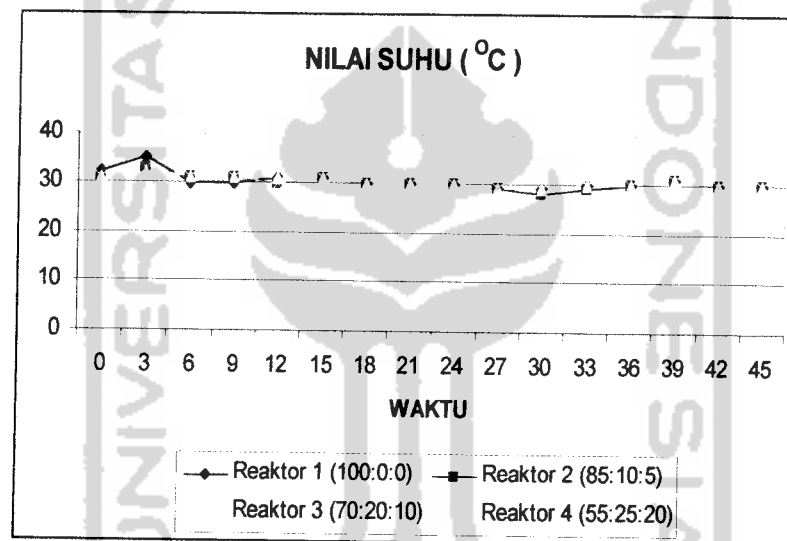 NILAI SUHU ( °C )
40
30
20
10
0
0 3 6 9 12 15 18 21 24 27 30 33 36 39 42 45
WAKTU
Reaktor 1 (100:0:0) Reaktor 2 (85:10:5)
Reaktor 3 (70:20:10) Reaktor 4 (55:25:20)
UNIVERSITAS